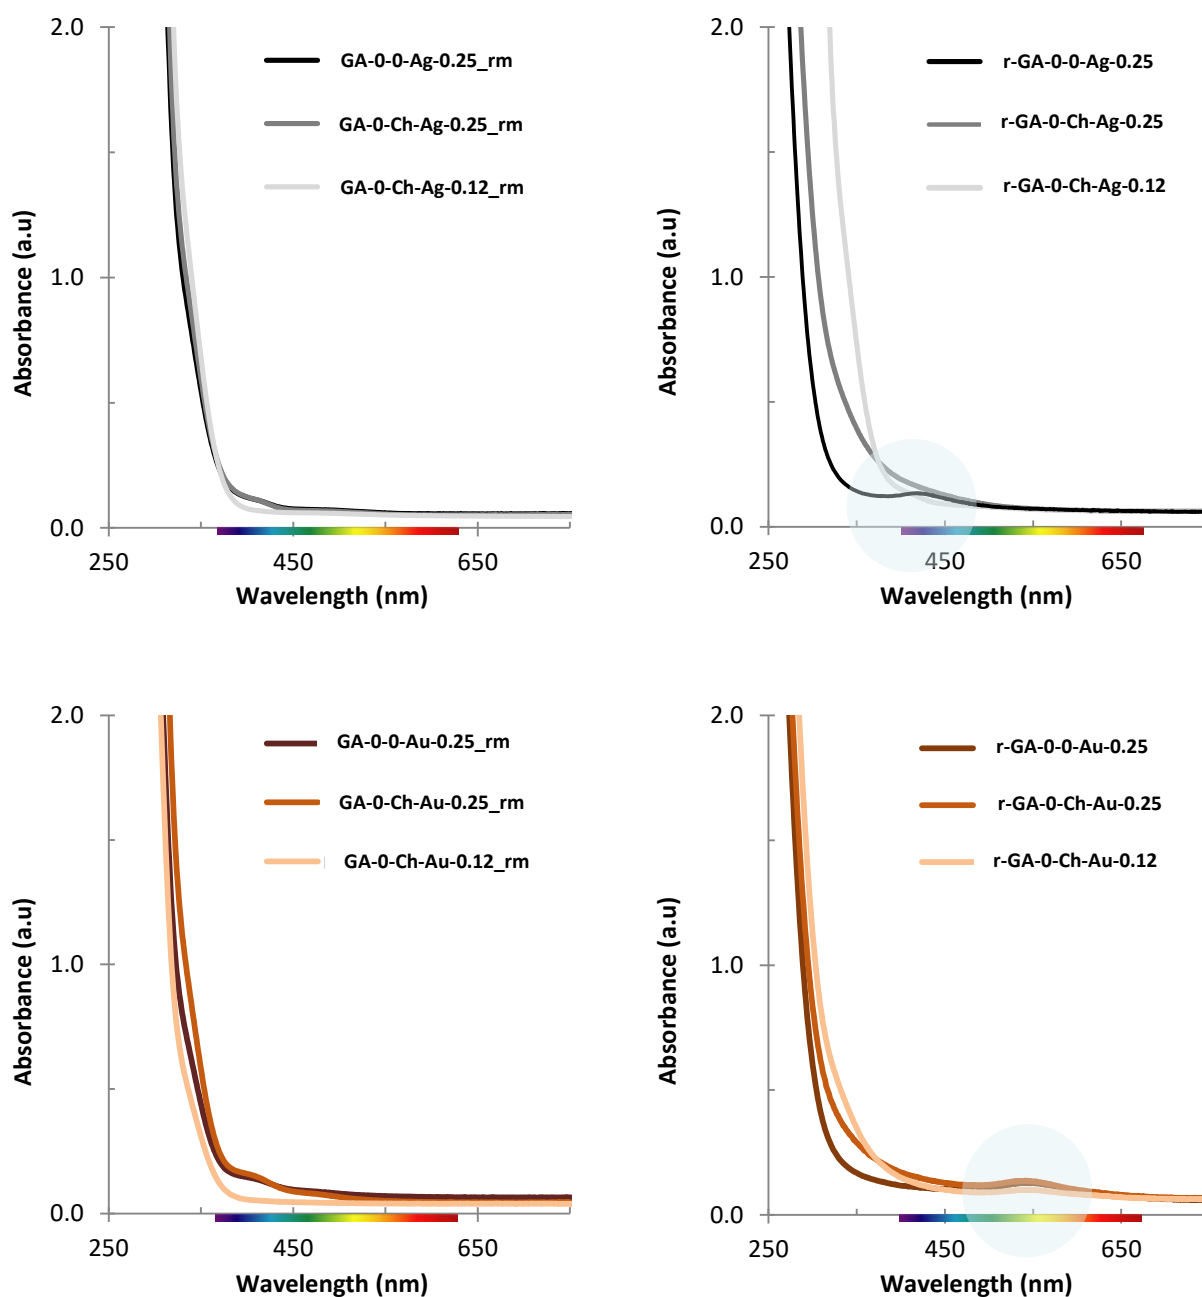 2.0
1.0
0.0
250
450
650
Absorbance (a.u)
Wavelength (nm)
GA-0-0-Ag-0.25_rm
GA-0-Ch-Ag-0.25_rm
GA-0-Ch-Ag-0.12_rm
2.0
1.0
0.0
250
450
650
Absorbance (a.u)
Wavelength (nm)
r-GA-0-0-Ag-0.25
r-GA-0-Ch-Ag-0.25
r-GA-0-Ch-Ag-0.12
2.0
1.0
0.0
250
450
650
Absorbance (a.u)
Wavelength (nm)
GA-0-0-Au-0.25_rm
GA-0-Ch-Au-0.25_rm
GA-0-Ch-Au-0.12_rm
2.0
1.0
0.0
250
450
650
Absorbance (a.u)
Wavelength (nm)
r-GA-0-0-Au-0.25
r-GA-0-Ch-Au-0.25
r-GA-0-Ch-Au-0.12